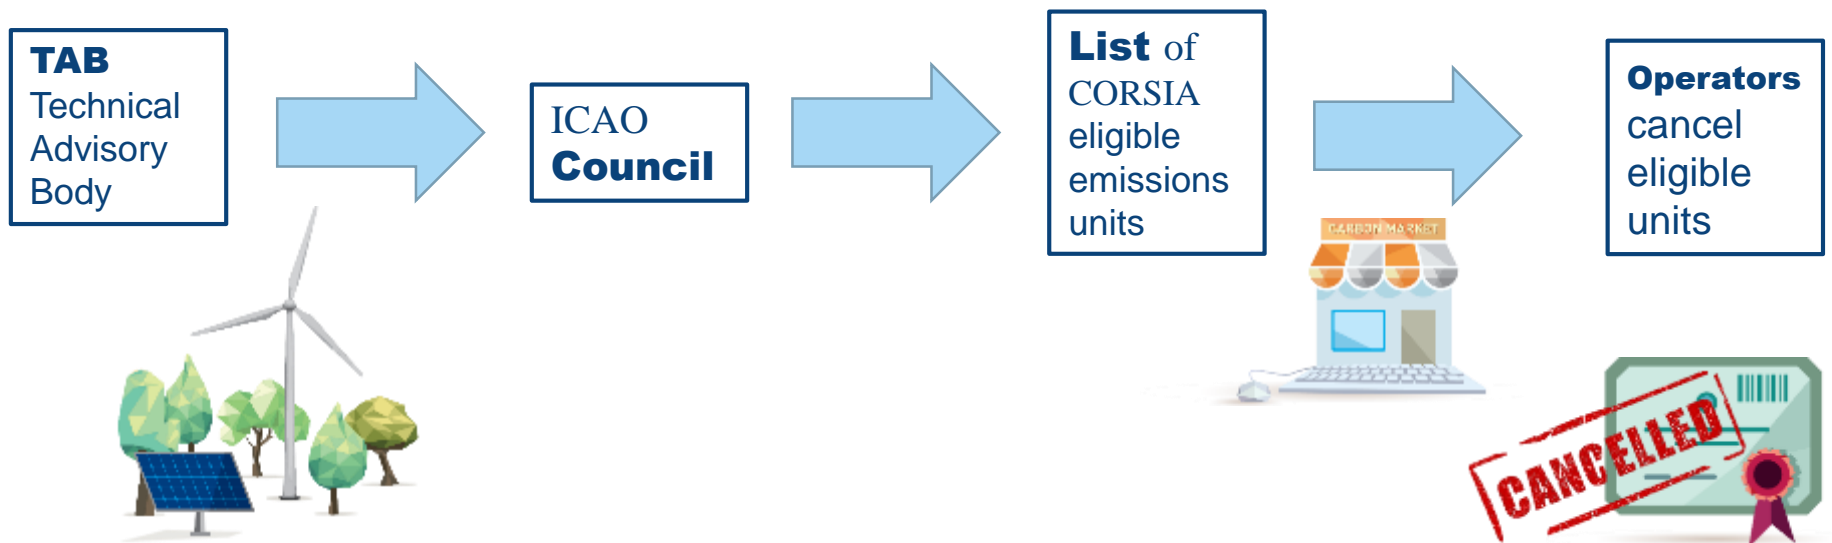 TAB
Technical
Advisory
Body
ICAO
Council
List of
CORSIA
eligible
emissions
units
Operators
cancel
eligible
units
CARBON MARKET
CANCELLED